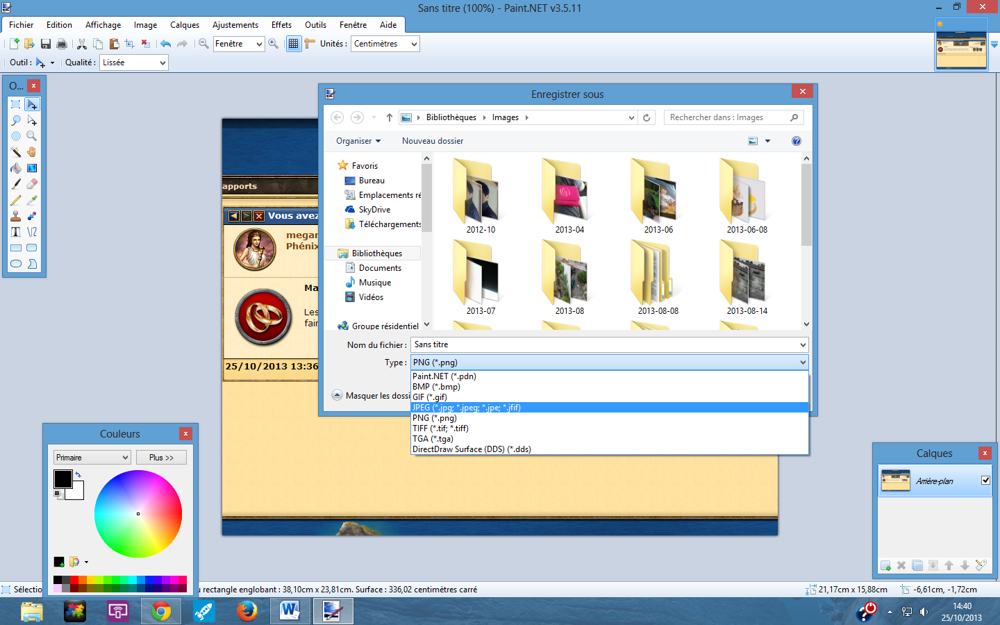 Sans titre (100%) - Paint.NET v3.5.11
Fichier Edition Affichage Image Calques Ajustements Effets Outils Fenêtre Aide
Fenêtre Unités : Centimètres
Outil : Qualité : Lissée
O...
Enregistrer sous
Bibliothèques Images
Rechercher dans : Images
Organiser Nouveau dossier
Favoris
Bureau
Emplacements ré
SkyDrive
Téléchargements
Bibliothèques
Documents
Musique
Vidéos
Groupe résidentiel
2012-10 2013-04 2013-06 2013-06-08
2013-07 2013-08 2013-08-08 2013-08-14
Nom du fichier : Sans titre
Type : PNG (*.png)
Paint.NET (*.pdn)
BMP (*.bmp)
GIF (*.gif)
JPEG (*.jpg; *.jpeg; *.jpe; *.jfif)
PNG (*.png)
TIFF (*.tif; *.tiff)
TGA (*.tga)
DirectDraw Surface (DDS) (*.dds)
Masquer les dossi
apports
Vous avez
megar
Phénix
Ma
Les
fair
25/10/2013 13:36
Couleurs
Primaire Plus >>
Calques
Arrière-plan
Sélectio
u rectangle englobant : 38,10cm x 23,81cm. Surface : 336,02 centimètres carré
21,17cm x 15,88cm
-6,61cm, -1,72cm
14:40
25/10/2013